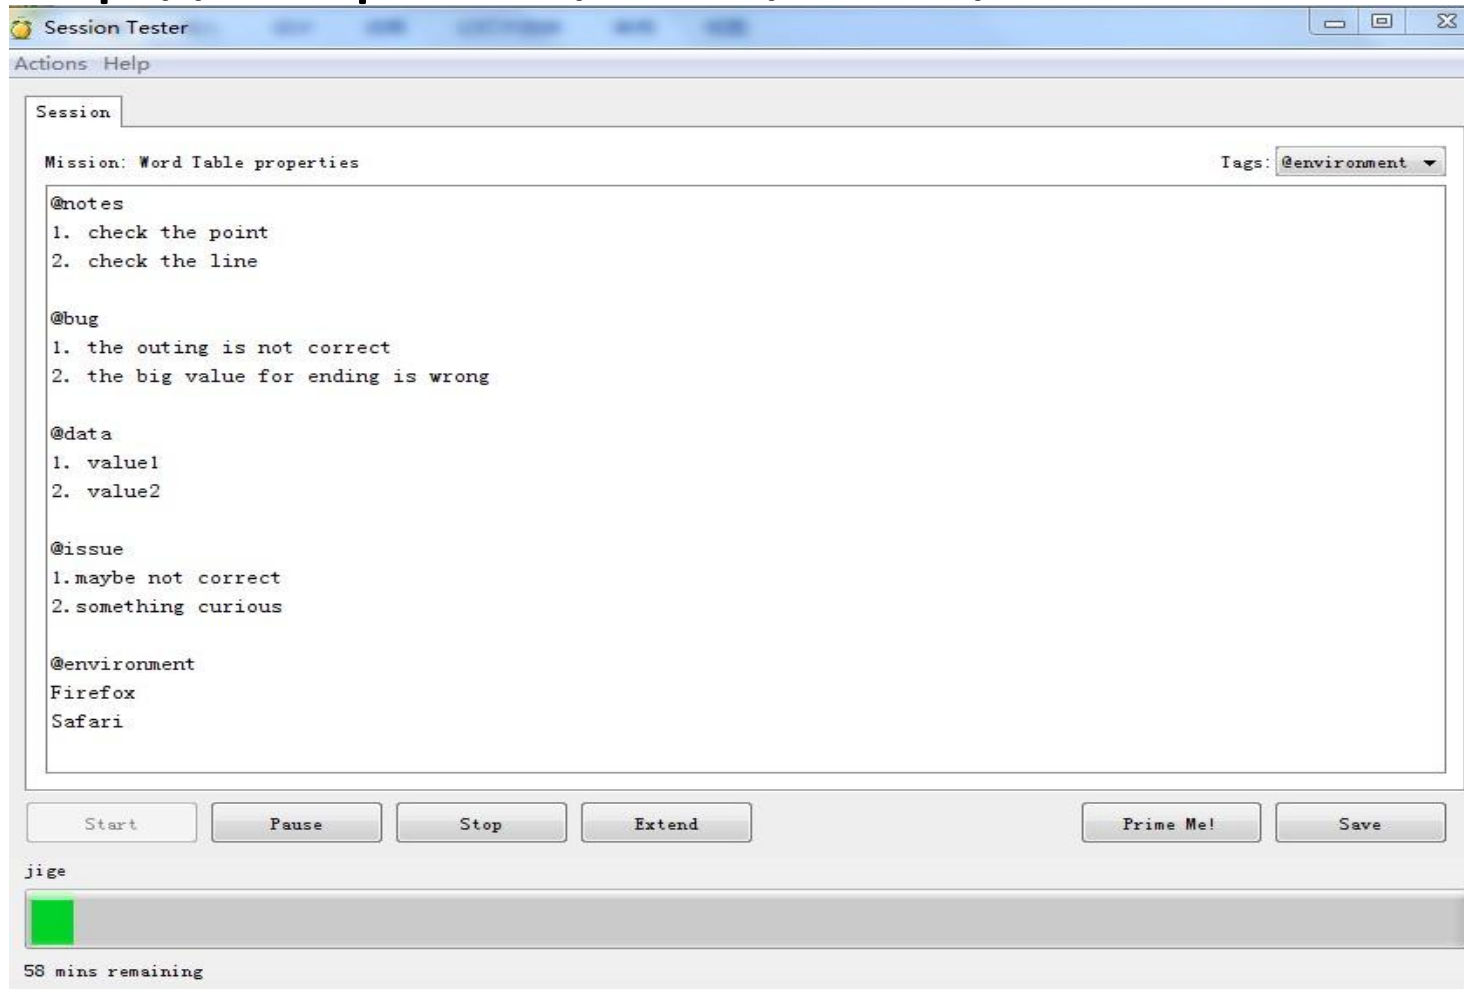 Session Tester
Actions Help
Session
Mission: Word Table properties
Tags: @environment
@notes
1. check the point
2. check the line
@bug
1. the outing is not correct
2. the big value for ending is wrong
@data
1. value1
2. value2
@issue
1.maybe not correct
2.something curious
@environment
Firefox
Safari
Start Pause Stop Extend Prime Me! Save
jige
58 mins remaining